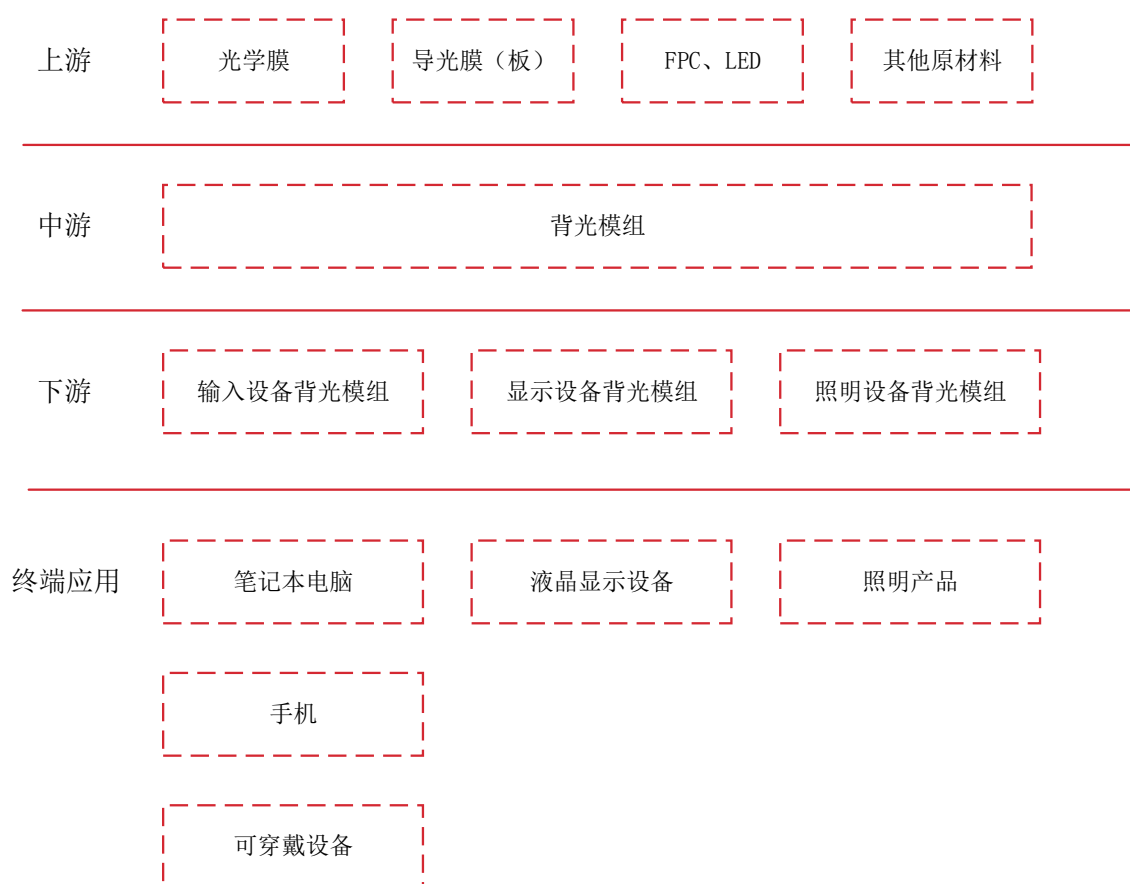 上游 光学膜 导光膜（板） FPC、LED 其他原材料
中游 背光模组
下游 输入设备背光模组 显示设备背光模组 照明设备背光模组
终端应用 笔记本电脑 液晶显示设备 照明产品
手机
可穿戴设备